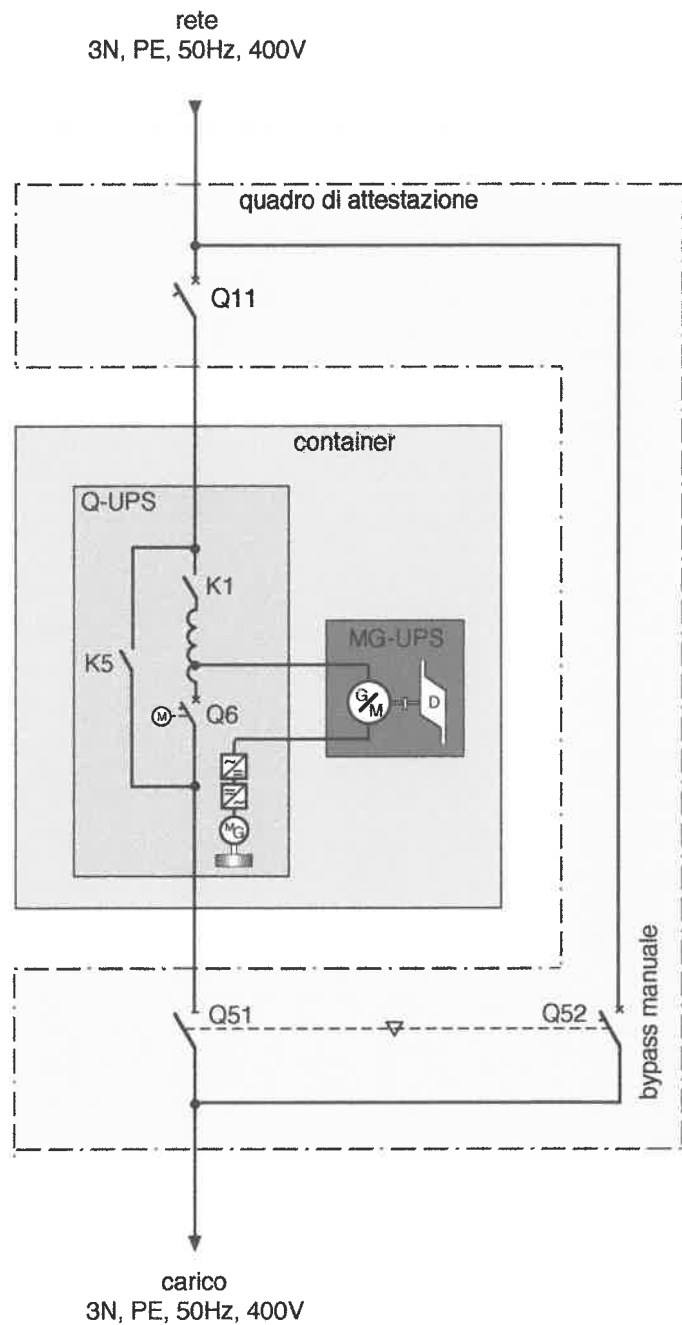 rete
3N, PE, 50Hz, 400V
quadro di attestazione
Q11
container
Q-UPS
K1
K5
MG-UPS
G/M
D
M
Q6
MG
Q51
Q52
bypass manuale
carico
3N, PE, 50Hz, 400V